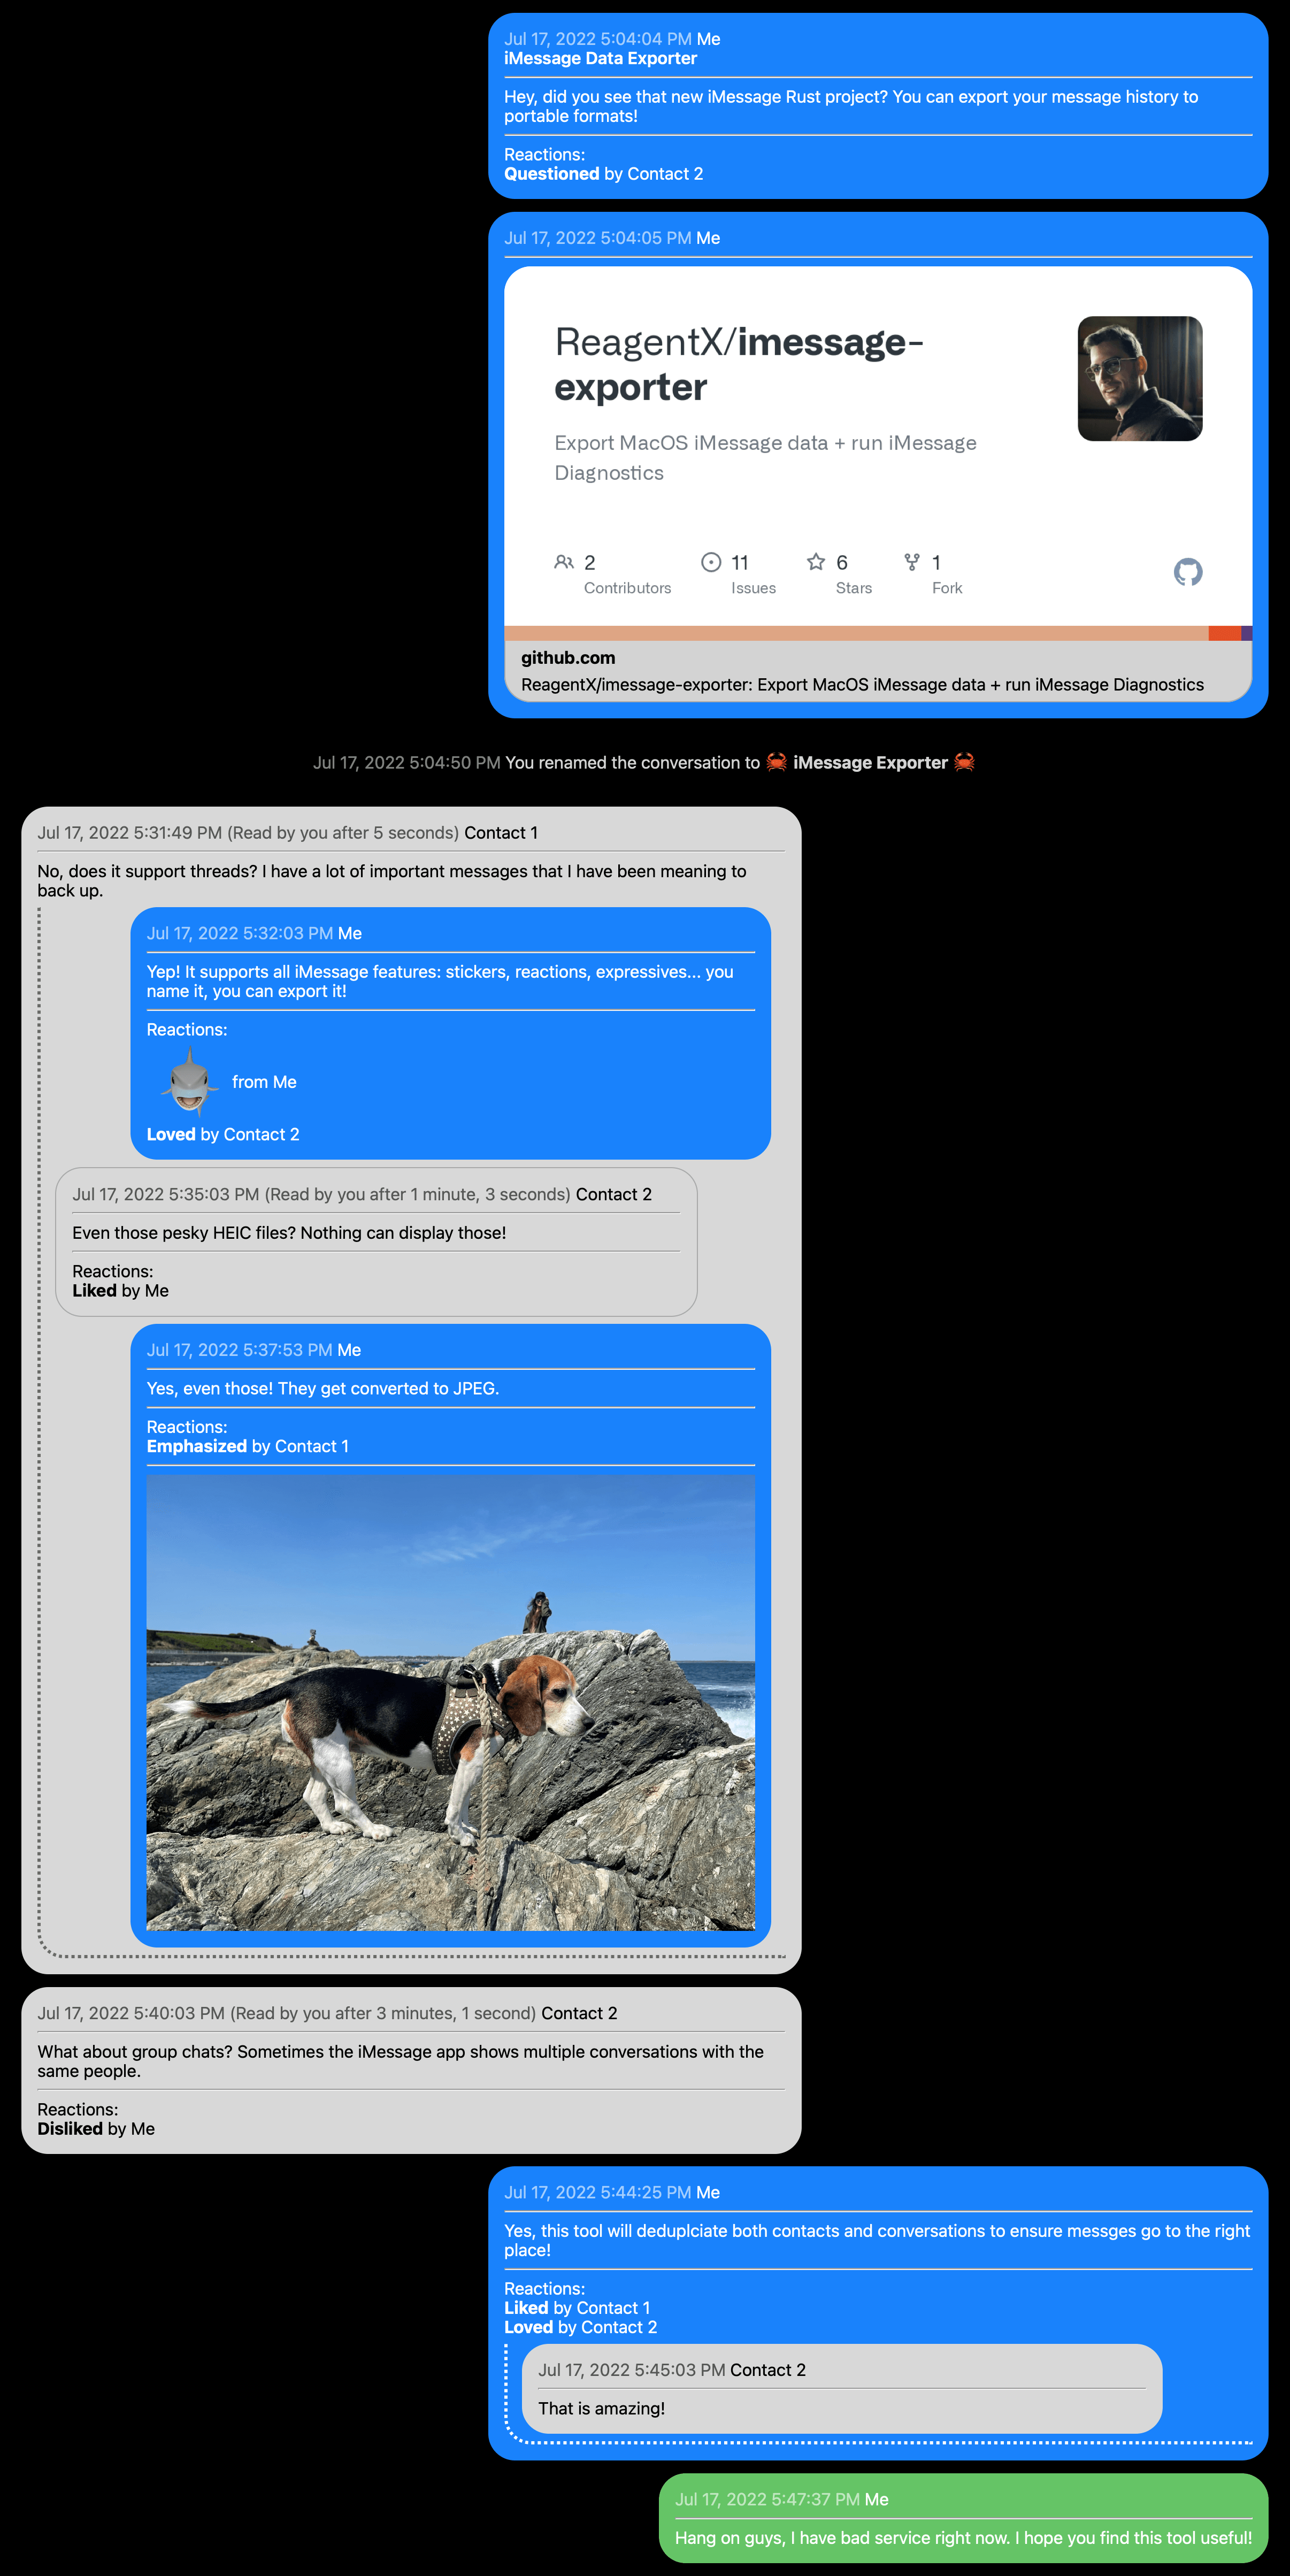 Jul 17, 2022 5:04:04 PM Me
iMessage Data Exporter
Hey, did you see that new iMessage Rust project? You can export your message history to
portable formats!
Reactions:
Questioned by Contact 2
Jul 17, 2022 5:04:05 PM Me
ReagentX/imessage-
exporter
Export MacOS iMessage data + run iMessage
Diagnostics
2 11 6 1
Contributors Issues Stars Fork
github.com
ReagentX/imessage-exporter: Export MacOS iMessage data + run iMessage Diagnostics
Jul 17, 2022 5:04:50 PM You renamed the conversation to 🦀 iMessage Exporter 🦀
Jul 17, 2022 5:31:49 PM (Read by you after 5 seconds) Contact 1
No, does it support threads? I have a lot of important messages that I have been meaning to
back up.
Jul 17, 2022 5:32:03 PM Me
Yep! It supports all iMessage features: stickers, reactions, expressives... you
name it, you can export it!
Reactions:
from Me
Loved by Contact 2
Jul 17, 2022 5:35:03 PM (Read by you after 1 minute, 3 seconds) Contact 2
Even those pesky HEIC files? Nothing can display those!
Reactions:
Liked by Me
Jul 17, 2022 5:37:53 PM Me
Yes, even those! They get converted to JPEG.
Reactions:
Emphasized by Contact 1
Jul 17, 2022 5:40:03 PM (Read by you after 3 minutes, 1 second) Contact 2
What about group chats? Sometimes the iMessage app shows multiple conversations with the
same people.
Reactions:
Disliked by Me
Jul 17, 2022 5:44:25 PM Me
Yes, this tool will deduplciate both contacts and conversations to ensure messges go to the right
place!
Reactions:
Liked by Contact 1
Loved by Contact 2
Jul 17, 2022 5:45:03 PM Contact 2
That is amazing!
Jul 17, 2022 5:47:37 PM Me
Hang on guys, I have bad service right now. I hope you find this tool useful!